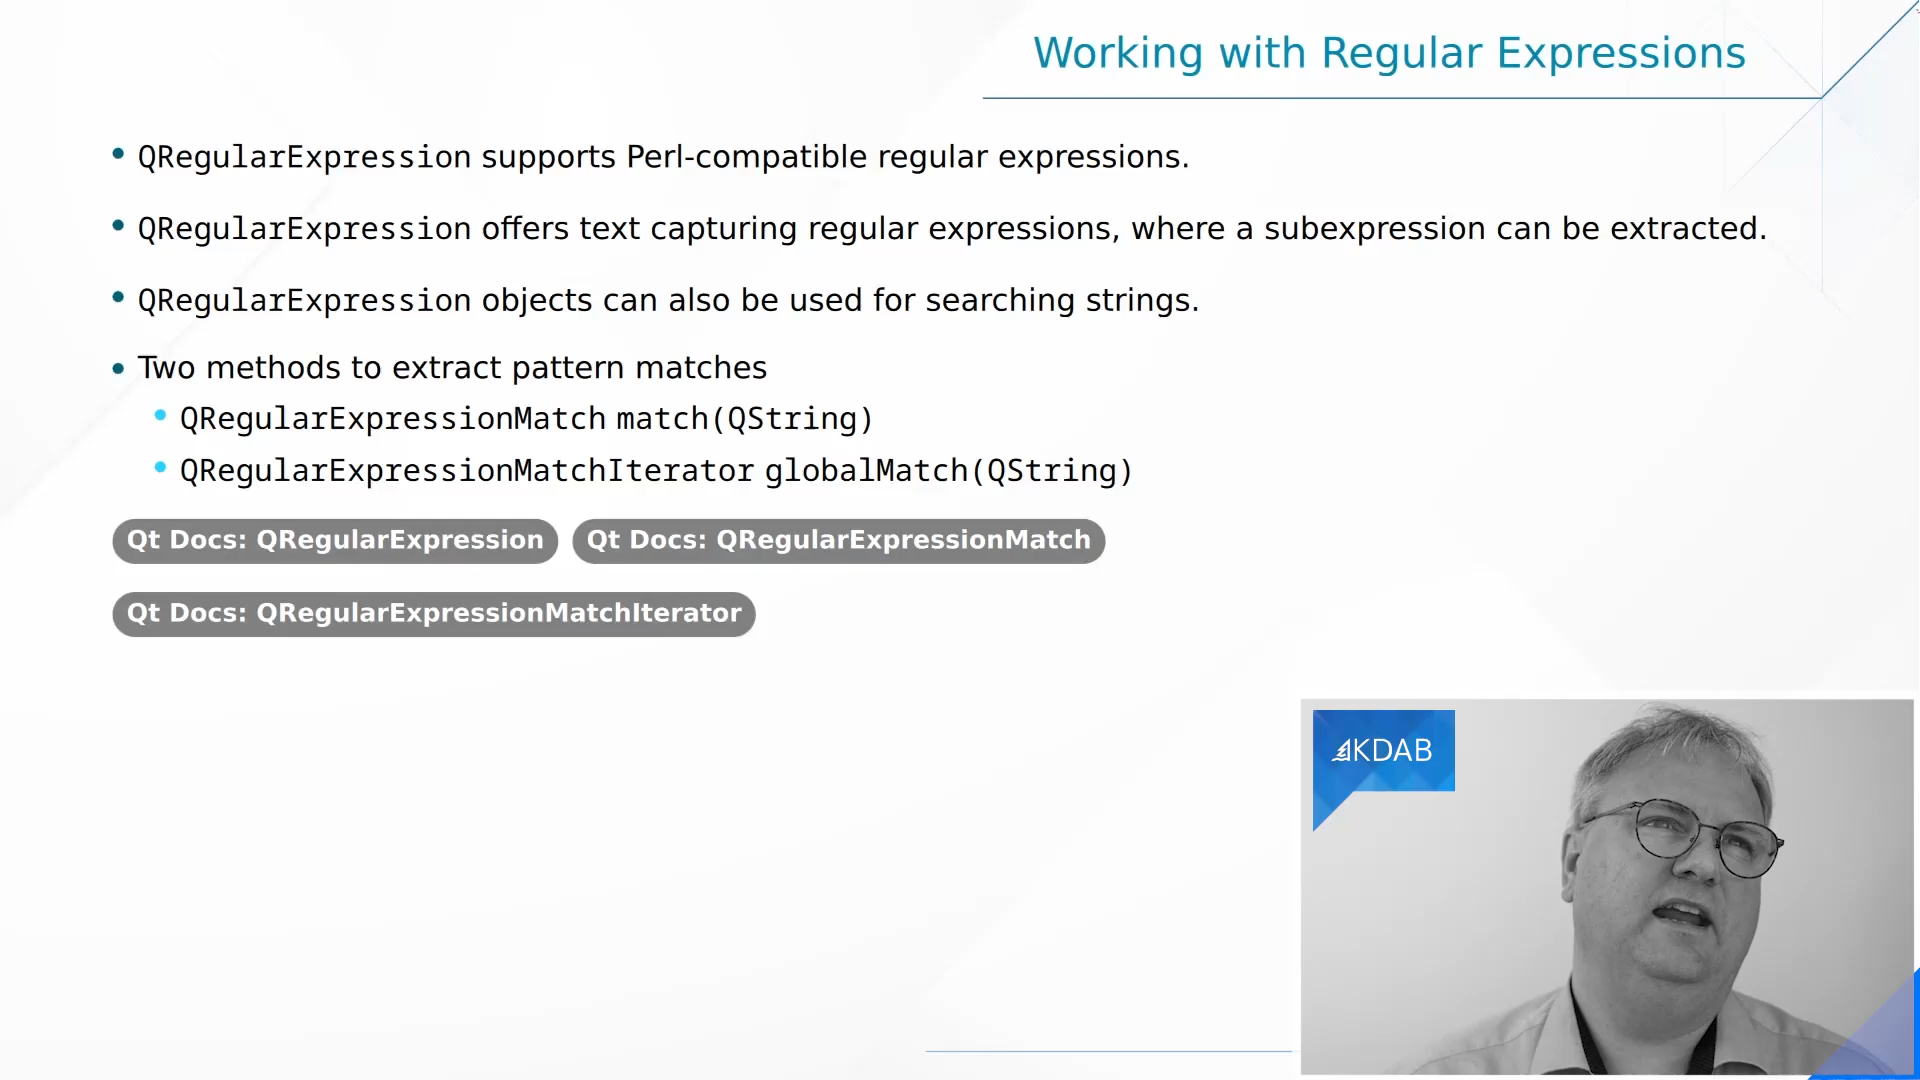 Working with Regular Expressions
QRegularExpression supports Perl-compatible regular expressions.
QRegularExpression offers text capturing regular expressions, where a subexpression can be extracted.
QRegularExpression objects can also be used for searching strings.
Two methods to extract pattern matches
QRegularExpressionMatch match(QString)
QRegularExpressionMatchIterator globalMatch(QString)
Qt Docs: QRegularExpression Qt Docs: QRegularExpressionMatch
Qt Docs: QRegularExpressionMatchIterator
KDAB